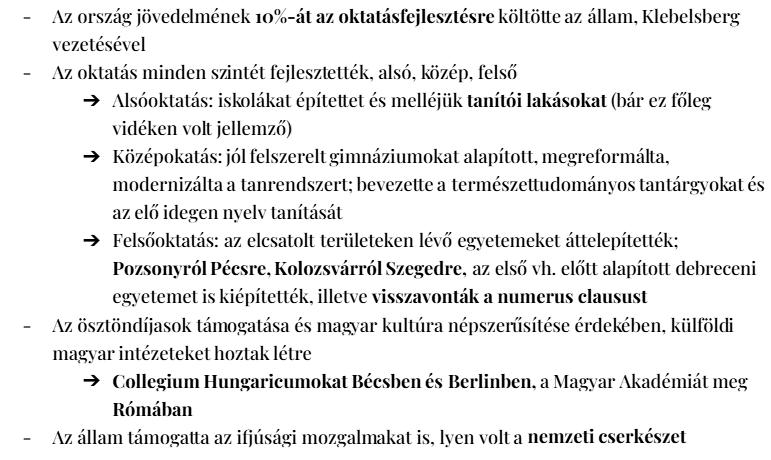 - Az ország jövedelmének 10%-át az oktatásfejlesztésre költötte az állam, Klebelsberg
vezetésével
- Az oktatás minden szintét fejlesztették, alsó, közép, felső
➔ Alsóoktatás: iskolákat építettet és melléjük tanítói lakásokat (bár ez főleg
vidéken volt jellemző)
➔ Középokatás: jól felszerelt gimnáziumokat alapított, megreformálta,
modernizálta a tanrendszert; bevezette a természettudományos tantárgyokat és
az elő idegen nyelv tanítását
➔ Felsőoktatás: az elcsatolt területeken lévő egyetemeket áttelepítették;
Pozsonyról Pécsre, Kolozsvárról Szegedre, az első vh. előtt alapított debreceni
egyetemet is kiépítették, illetve visszavonták a numerus clausust
- Az ösztöndíjasok támogatása és magyar kultúra népszerűsítése érdekében, külföldi
magyar intézeteket hoztak létre
➔ Collegium Hungaricumokat Bécsben és Berlinben, a Magyar Akadémiát meg
Rómában
- Az állam támogatta az ifjúsági mozgalmakat is, lyen volt a nemzeti cserkészet